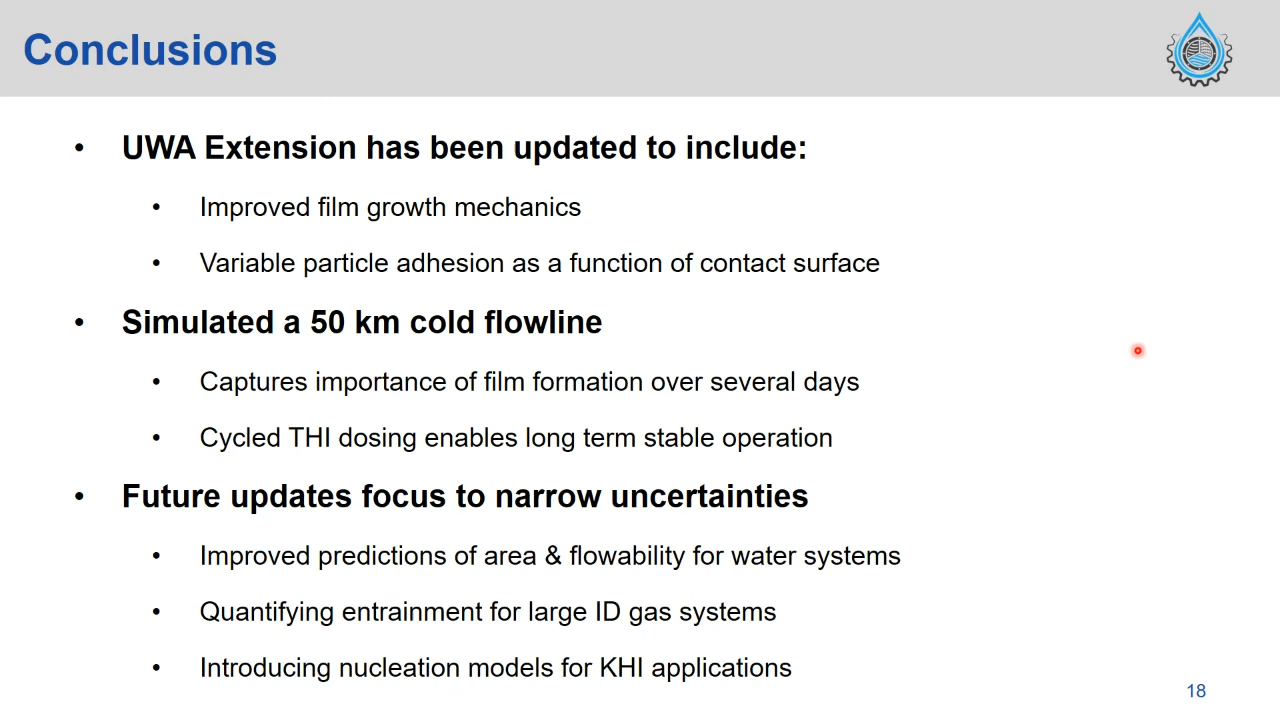 Conclusions
• UWA Extension has been updated to include:
• Improved film growth mechanics
• Variable particle adhesion as a function of contact surface
• Simulated a 50 km cold flowline
• Captures importance of film formation over several days
• Cycled THI dosing enables long term stable operation
• Future updates focus to narrow uncertainties
• Improved predictions of area & flowability for water systems
• Quantifying entrainment for large ID gas systems
• Introducing nucleation models for KHI applications
18